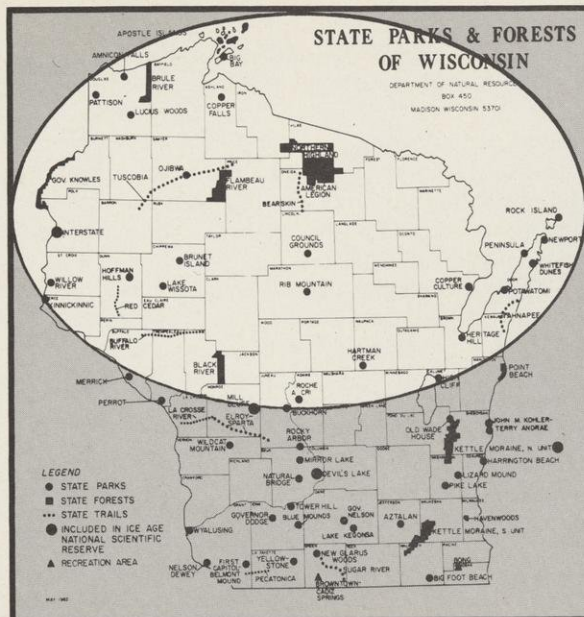 STATE PARKS & FORESTS
OF WISCONSIN
DEPARTMENT OF NATURAL RESOURCES
BOX 450
MADISON WISCONSIN 53701
APOSTLE ISLANDS
BIG
BAY
AMNICON FALLS
BRULE
RIVER
PATTISON
LUCIUS WOODS
COPPER
FALLS
NORTHERN
HIGHLAND
AMERICAN
LEGION
GOV. KNOWLES
TUSCOBIA
OJIBWA
FLAMBEAU
RIVER
BEARSKIN
ROCK ISLAND
INTERSTATE
NEWPORT
PENINSULA
WHITEFISH
DUNES
BRUNET
ISLAND
COUNCIL
GROUNDS
WILLOW
RIVER
HOFFMAN
HILLS
LAKE
WISSOTA
RIB MOUNTAIN
COPPER
CULTURE
POTAWATOMI
KINNICKINNIC
RED CEDAR
AHNAPEE
BUFFALO
RIVER
HERITAGE
HILL
BLACK
RIVER
HARTMAN
CREEK
MERRICK
POINT
BEACH
PERROT
MILL
ROCHE
A CRI
CLIFF
LA CROSSE
RIVER
ELROY-
SPARTA
BUCKHORN
OLD WADE
HOUSE
JOHN M. KOHLER-
TERRY ANDRAE
WILDCAT
MOUNTAIN
ROCKY
ARBOR
KETTLE
MORAINE, N. UNIT
MIRROR LAKE
HARRINGTON BEACH
NATURAL
BRIDGE
DEVIL'S LAKE
LIZARD MOUND
PIKE LAKE
TOWER HILL
GOVERNOR
DODGE
BLUE MOUNDS
GOV.
NELSON
AZTALAN
HAVENWOODS
WYALUSING
LAKE KEGONSA
KETTLE MORAINE, S. UNIT
NELSON
DEWEY
FIRST
CAPITOL
BELMONT
MOUND
YELLOW-
STONE
PECATONICA
NEW GLARUS
WOODS
SUGAR RIVER
BONG
BROWNTOWN-
CADIZ
SPRINGS
BIG FOOT BEACH
LEGEND
STATE PARKS
STATE FORESTS
STATE TRAILS
INCLUDED IN ICE AGE
NATIONAL SCIENTIFIC
RESERVE
RECREATION AREA